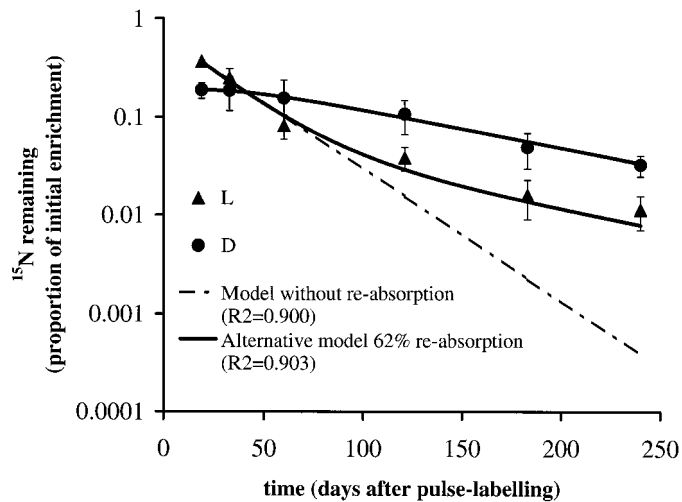 1
0.1
0.01
0.001
0.0001
¹⁵N remaining
(proportion of initial enrichment)
L
D
Model without re-absorption
(R2=0.900)
Alternative model 62% re-absorption
(R2=0.903)
0 50 100 150 200 250
time (days after pulse-labelling)